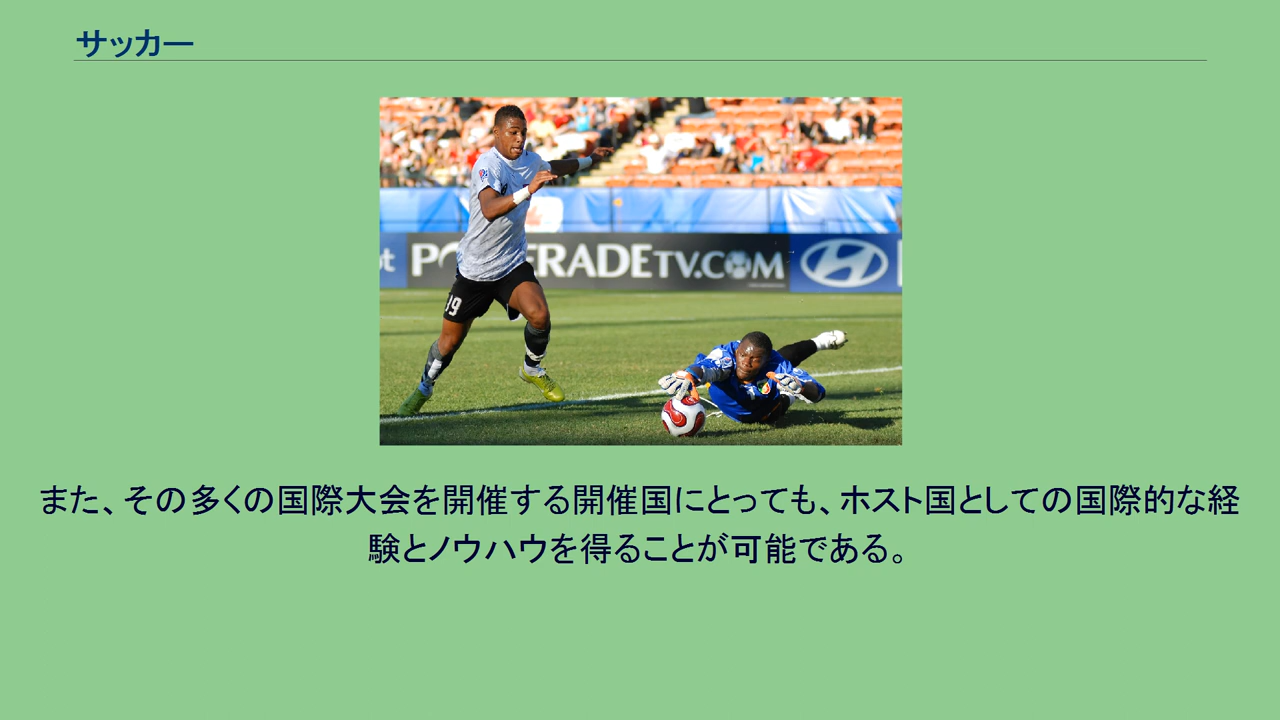 サッカー
POWERADETV.COM
19
また、その多くの国際大会を開催する開催国にとっても、ホスト国としての国際的な経
験とノウハウを得ることが可能である。